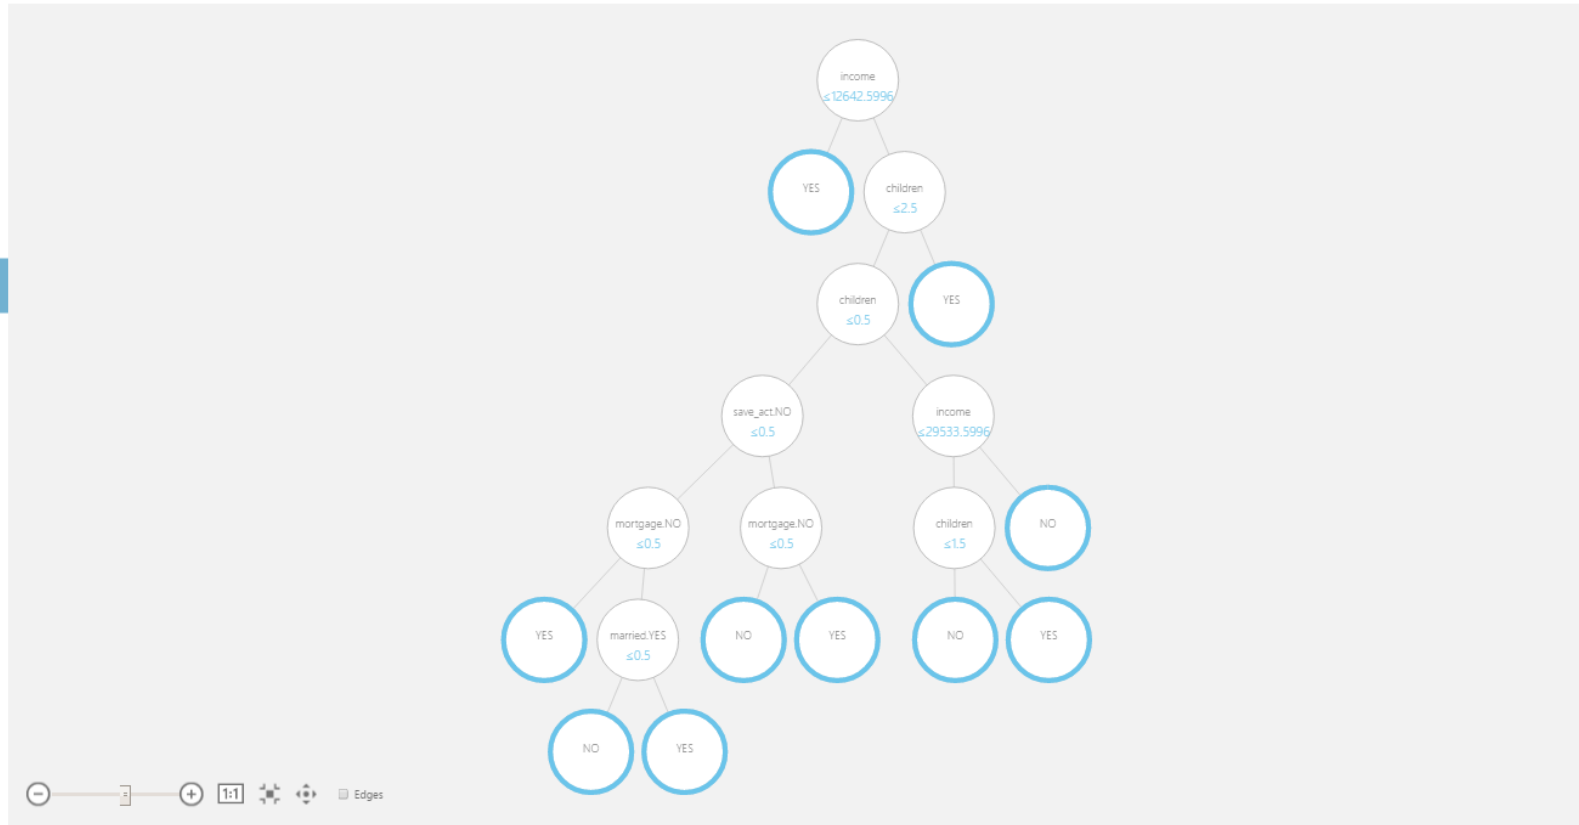 income
≤12642.5996
YES
children
≤2.5
children
≤0.5
YES
save_act.NO
≤0.5
income
≤29533.5996
mortgage.NO
≤0.5
mortgage.NO
≤0.5
children
≤1.5
NO
YES
married.YES
≤0.5
NO
YES
NO
YES
NO
YES
1:1
Edges